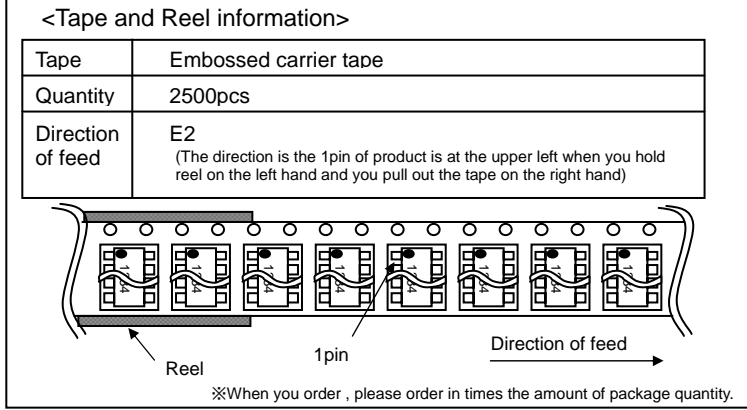 <Tape and Reel information>
Tape Embossed carrier tape
Quantity 2500pcs
Direction of feed E2
(The direction is the 1pin of product is at the upper left when you hold
reel on the left hand and you pull out the tape on the right hand)
Reel
1pin
Direction of feed
※When you order , please order in times the amount of package quantity.